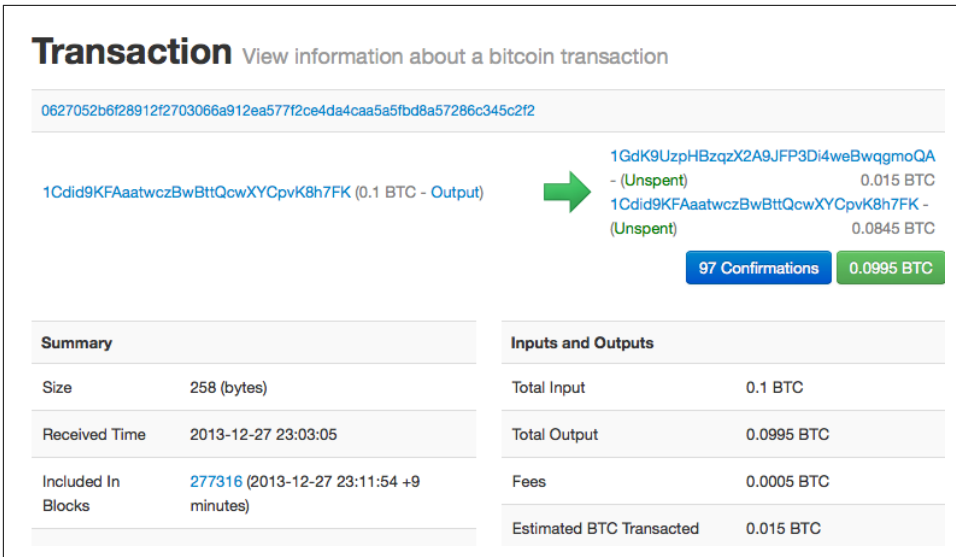 Transaction View information about a bitcoin transaction
0627052b6f28912f2703066a912ea577f2ce4da4caa5a5fbd8a57286c345c2f2
1Cdid9KFAaatwczBwBttQcwXYCpvK8h7FK (0.1 BTC - Output)
1GdK9UzpHBzqzX2A9JFP3Di4weBwqgmoQA
- (Unspent) 0.015 BTC
1Cdid9KFAaatwczBwBttQcwXYCpvK8h7FK -
(Unspent) 0.0845 BTC
97 Confirmations 0.0995 BTC
Summary
Size 258 (bytes)
Received Time 2013-12-27 23:03:05
Included In 277316 (2013-12-27 23:11:54 +9
Blocks minutes)
Inputs and Outputs
Total Input 0.1 BTC
Total Output 0.0995 BTC
Fees 0.0005 BTC
Estimated BTC Transacted 0.015 BTC